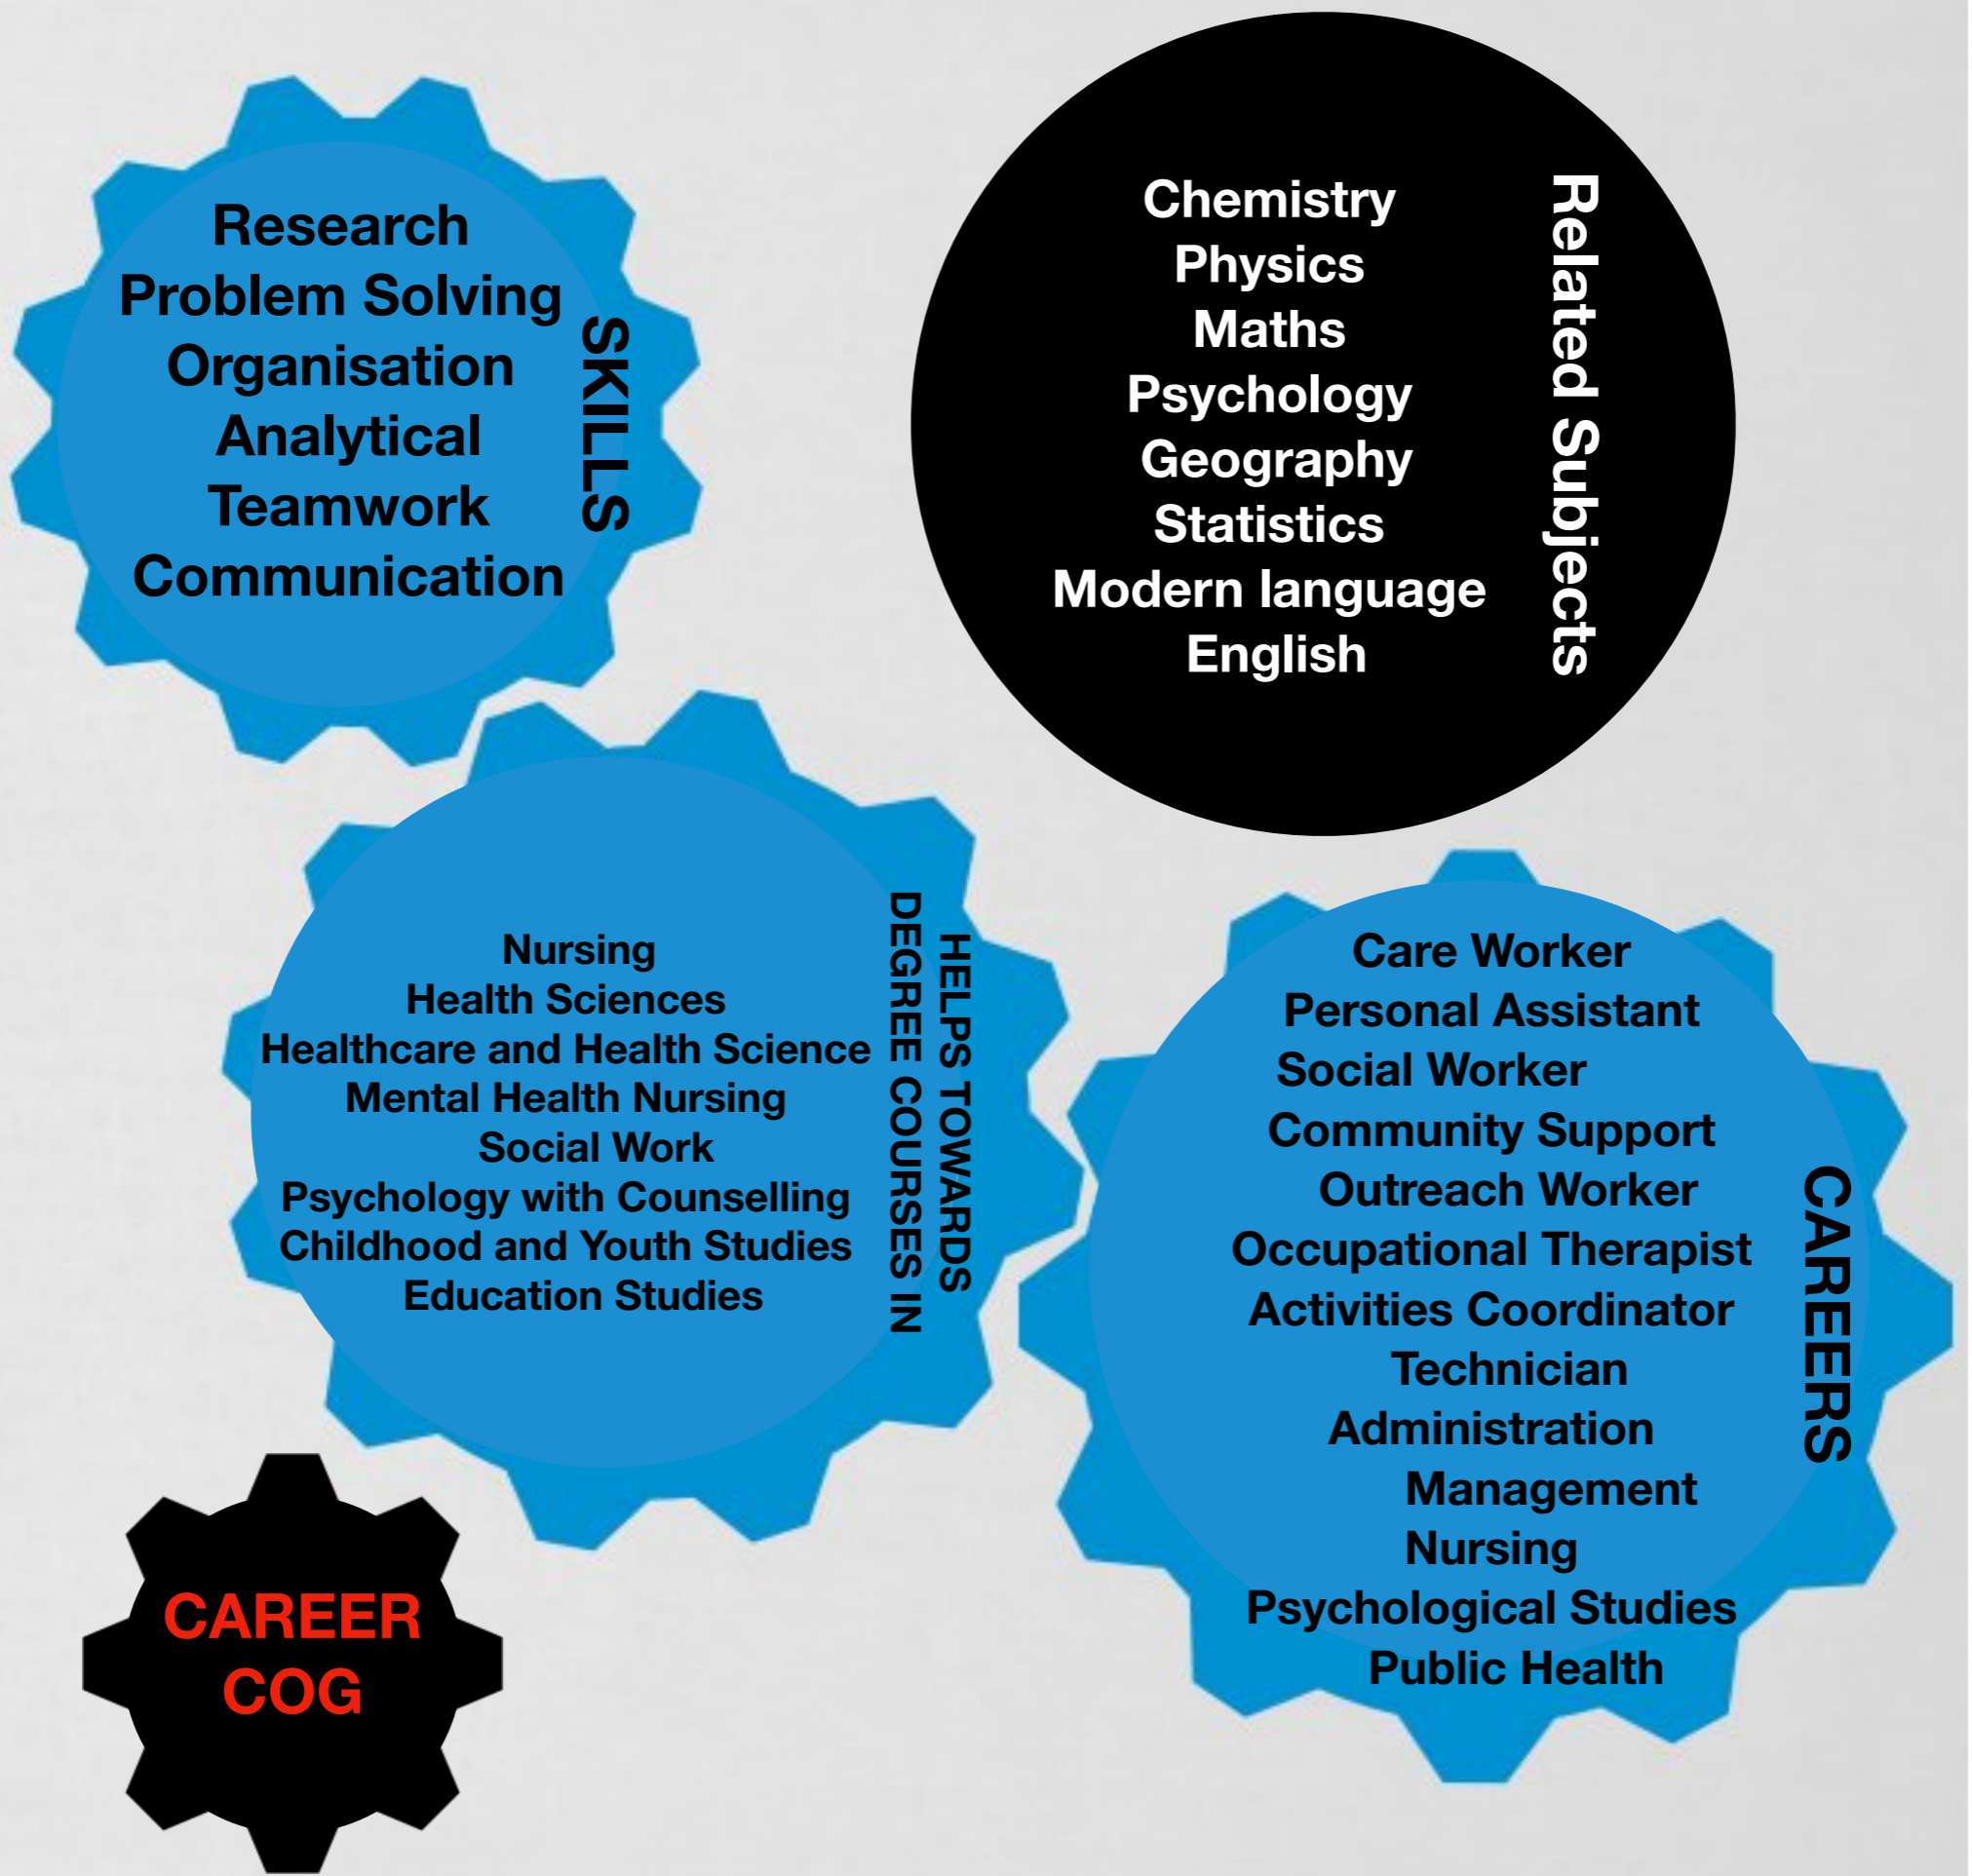 Research
Problem Solving
Organisation
Analytical
Teamwork
Communication
SKILLS
Chemistry
Physics
Maths
Psychology
Geography
Statistics
Modern language
English
Related Subjects
Nursing
Health Sciences
Healthcare and Health Science
Mental Health Nursing
Social Work
Psychology with Counselling
Childhood and Youth Studies
Education Studies
HELPS TOWARDS
DEGREE COURSES IN
Care Worker
Personal Assistant
Social Worker
Community Support
Outreach Worker
Occupational Therapist
Activities Coordinator
Technician
Administration
Management
Nursing
Psychological Studies
Public Health
CAREERS
CAREER
COG